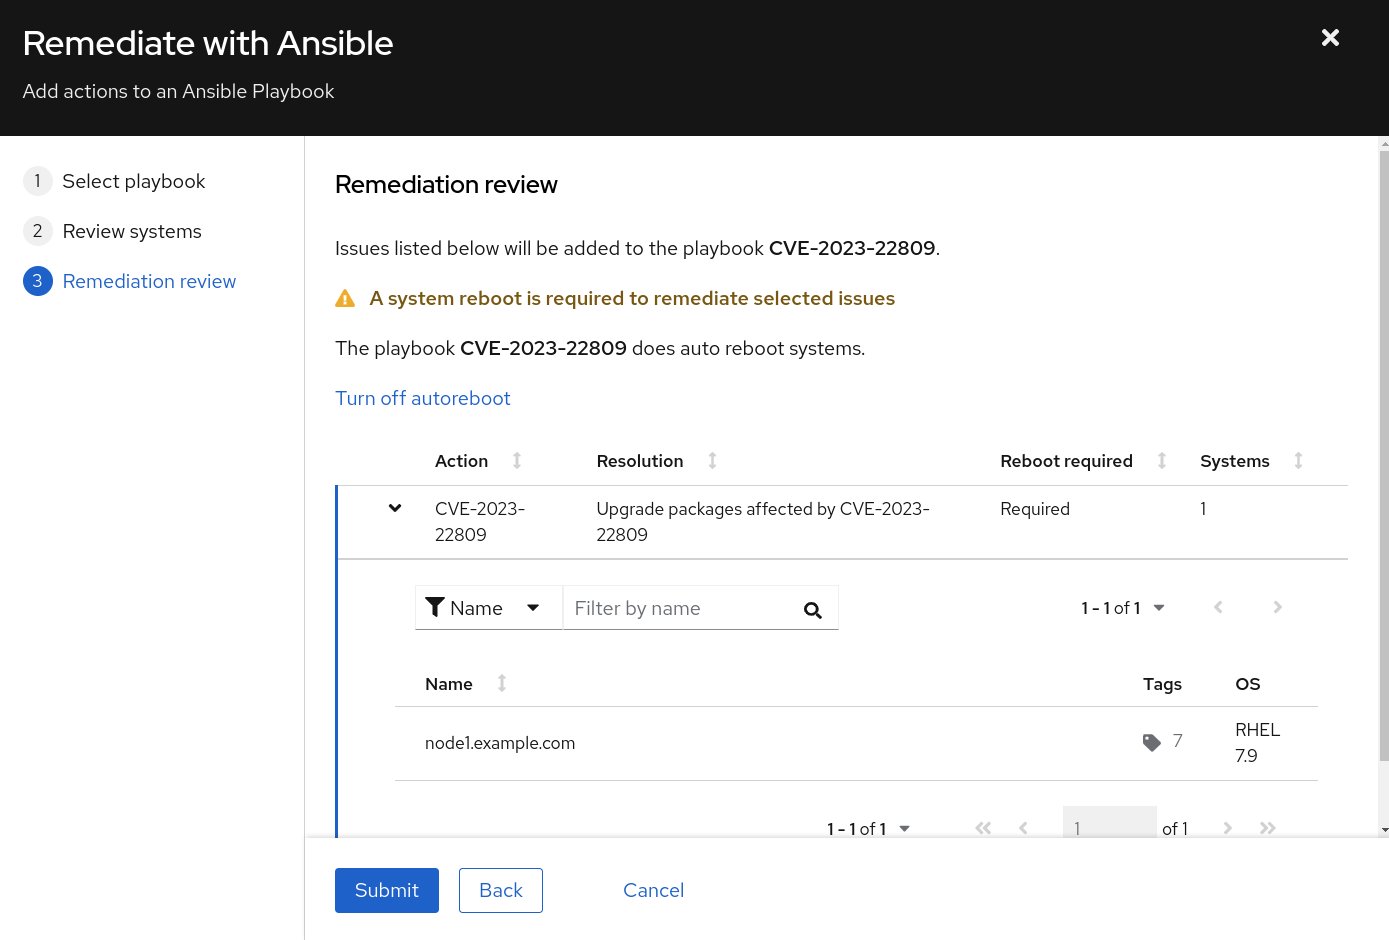 Remediate with Ansible
Add actions to an Ansible Playbook
1 Select playbook
2 Review systems
3 Remediation review
Remediation review
Issues listed below will be added to the playbook CVE-2023-22809.
A system reboot is required to remediate selected issues
The playbook CVE-2023-22809 does auto reboot systems.
Turn off autoreboot
Action Resolution Reboot required Systems
CVE-2023- Upgrade packages affected by CVE-2023- Required 1
22809 22809
Name Filter by name 1 - 1 of 1
Name Tags OS
node1.example.com 7 RHEL
7.9
1 - 1 of 1 1 of 1
Submit Back Cancel